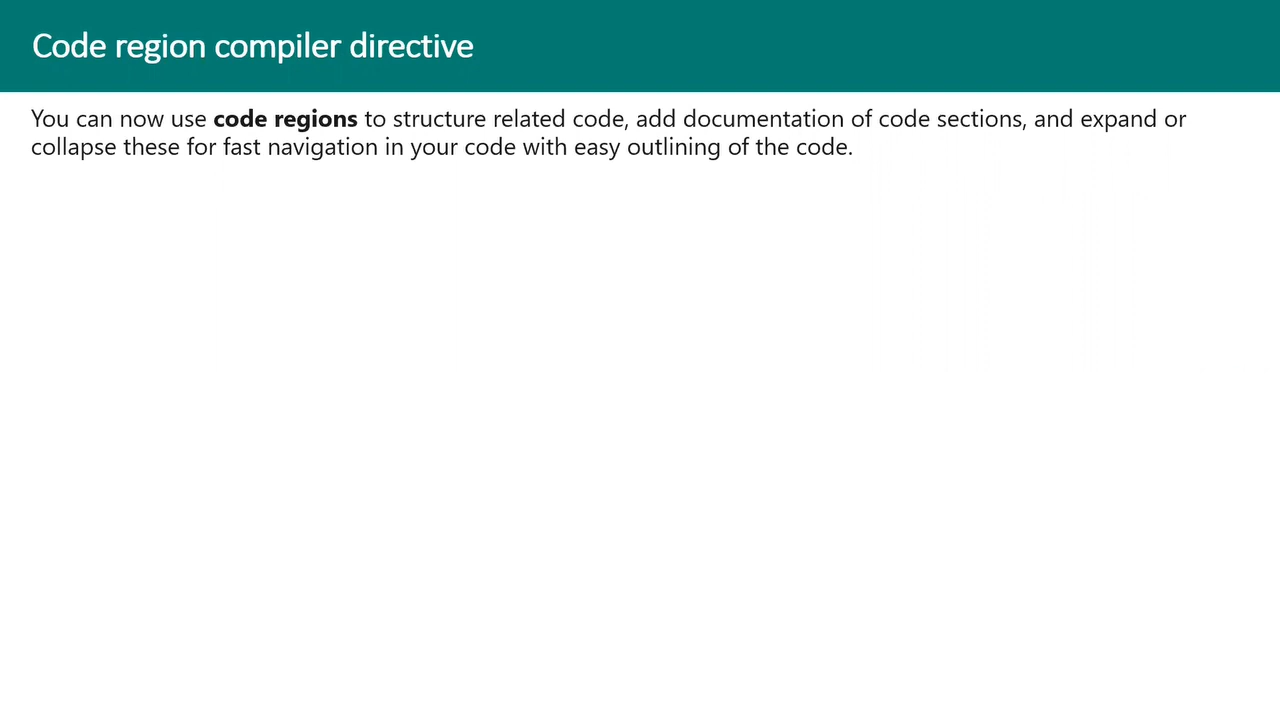 Code region compiler directive
You can now use code regions to structure related code, add documentation of code sections, and expand or
collapse these for fast navigation in your code with easy outlining of the code.